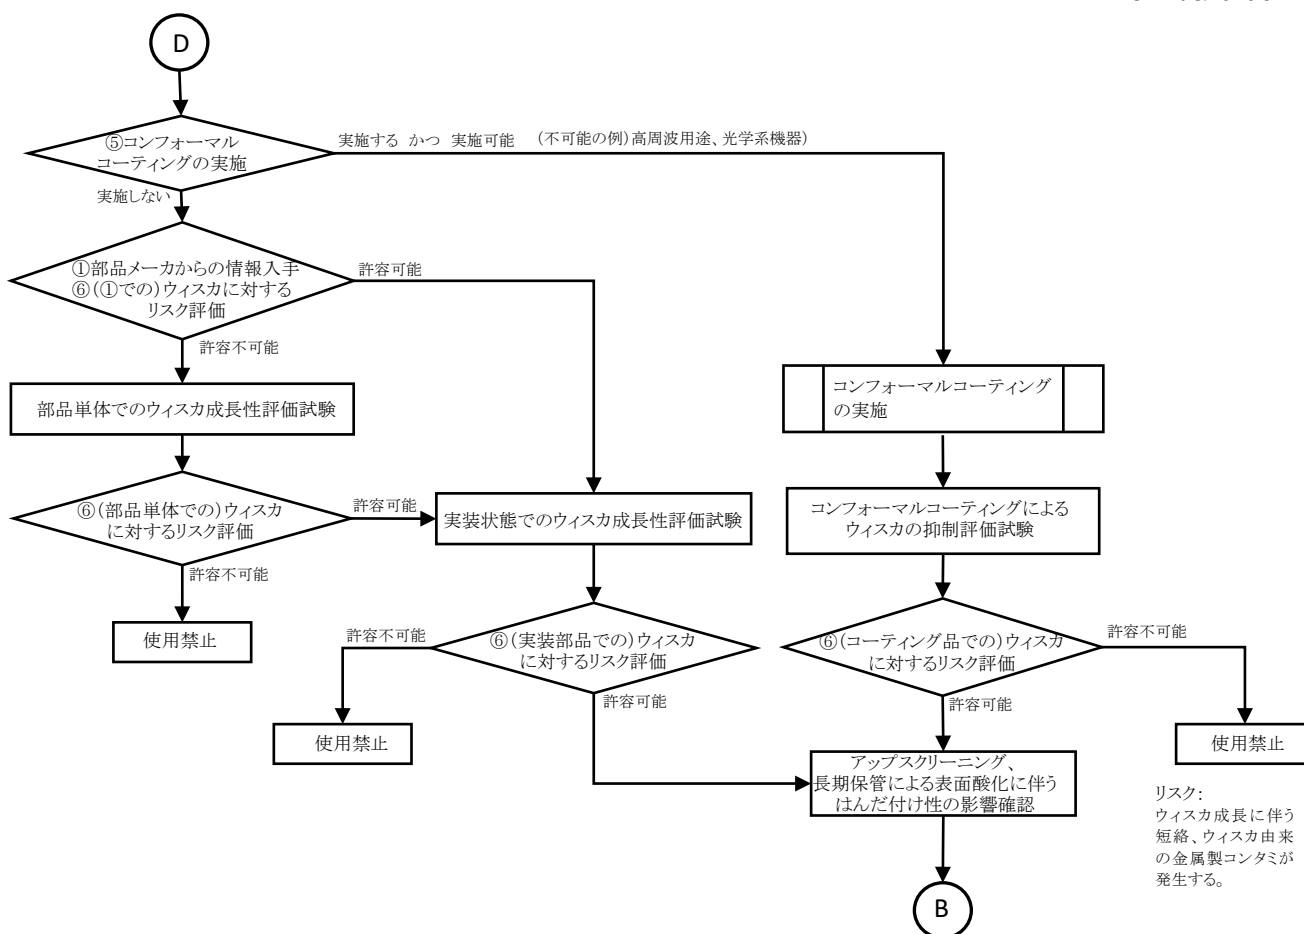 D
⑤コンフォーマル
コーティングの実施
実施する かつ 実施可能 (不可能の例)高周波用途、光学系機器)
実施しない
①部品メーカからの情報入手
⑥(①での)ウィスカに対する
リスク評価
許容可能
許容不可能
部品単体でのウィスカ成長性評価試験
コンフォーマルコーティング
の実施
⑥(部品単体での)ウィスカ
に対するリスク評価
許容可能
実装状態でのウィスカ成長性評価試験
コンフォーマルコーティングによる
ウィスカの抑制評価試験
許容不可能
使用禁止
許容不可能
⑥(実装部品での)ウィスカ
に対するリスク評価
許容可能
⑥(コーティング品での)ウィスカ
に対するリスク評価
許容不可能
許容可能
使用禁止
使用禁止
アップスクリーニング、
長期保管による表面酸化に伴う
はんだ付け性の影響確認
リスク:
ウィスカ成長に伴う
短絡、ウィスカ由来
の金属製コンタミが
発生する。
B